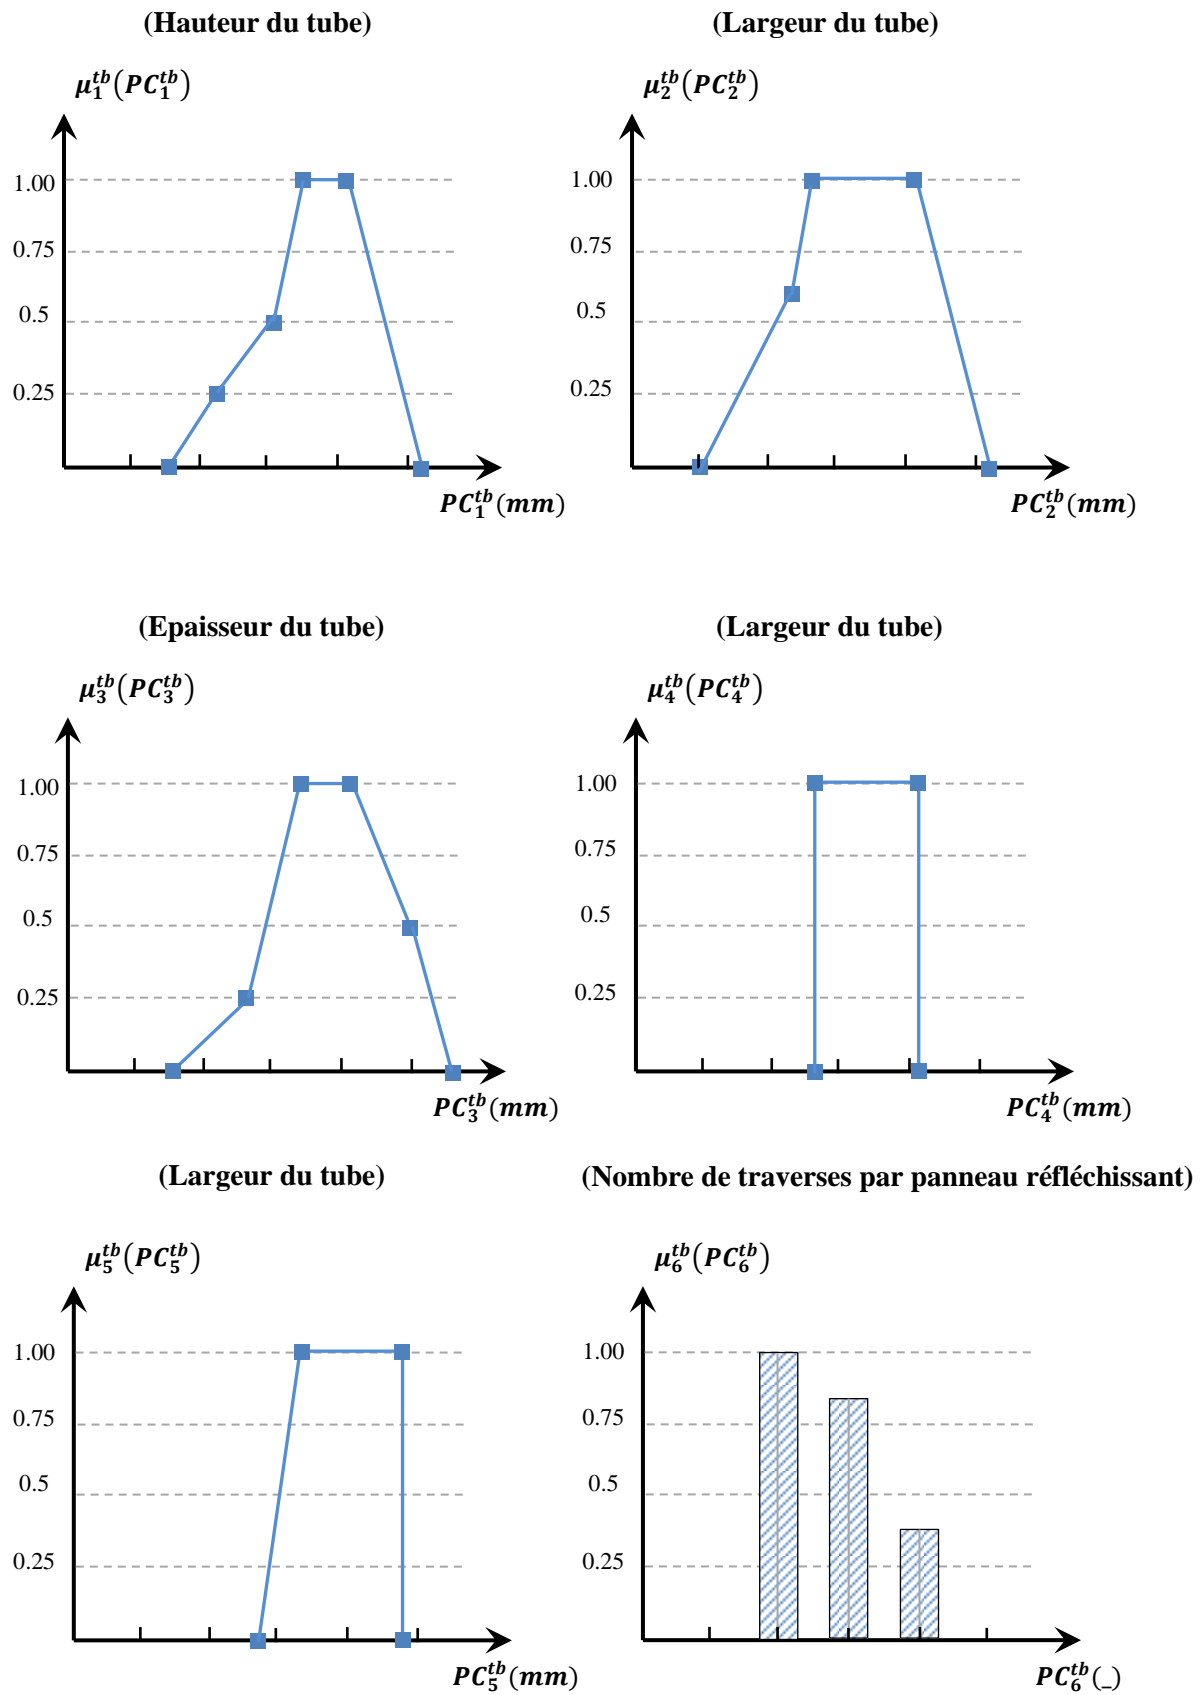 (Hauteur du tube)
μ₁ᵗᵇ(PC₁ᵗᵇ)
1.00
0.75
0.5
0.25
PC₁ᵗᵇ(mm)
(Largeur du tube)
μ₂ᵗᵇ(PC₂ᵗᵇ)
1.00
0.75
0.5
0.25
PC₂ᵗᵇ(mm)
(Epaisseur du tube)
μ₃ᵗᵇ(PC₃ᵗᵇ)
1.00
0.75
0.5
0.25
PC₃ᵗᵇ(mm)
(Largeur du tube)
μ₄ᵗᵇ(PC₄ᵗᵇ)
1.00
0.75
0.5
0.25
PC₄ᵗᵇ(mm)
(Largeur du tube)
μ₅ᵗᵇ(PC₅ᵗᵇ)
1.00
0.75
0.5
0.25
PC₅ᵗᵇ(mm)
(Nombre de traverses par panneau réfléchissant)
μ₆ᵗᵇ(PC₆ᵗᵇ)
1.00
0.75
0.5
0.25
PC₆ᵗᵇ(_)